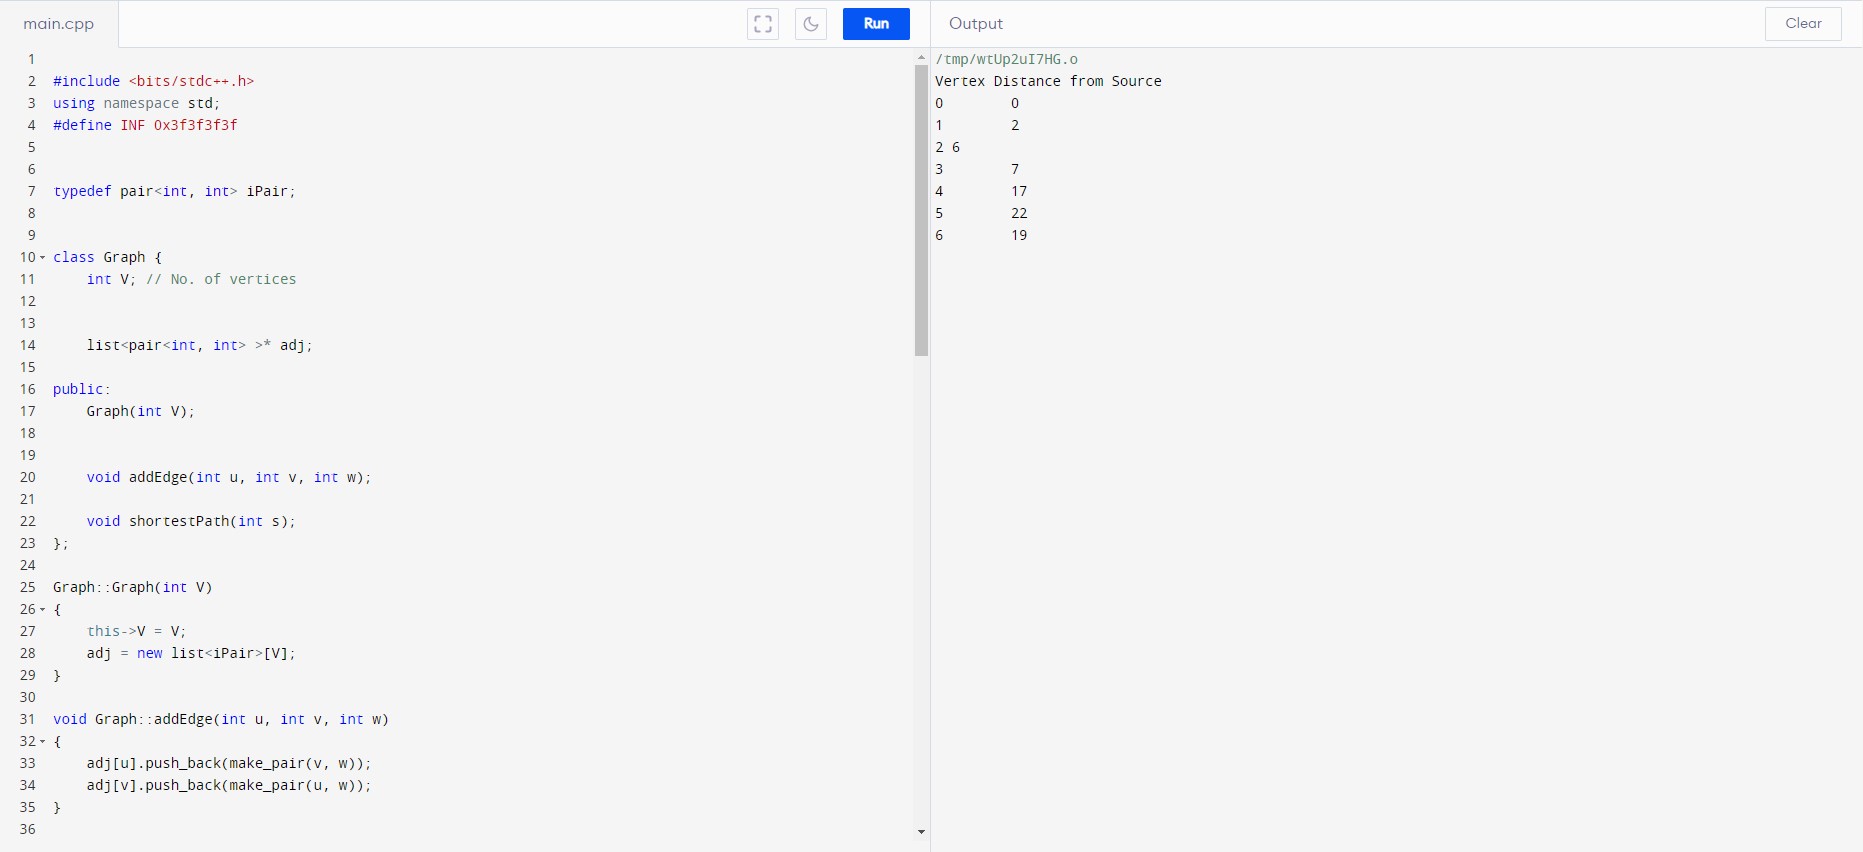 main.cpp
Run
1
2 #include <bits/stdc++.h>
3 using namespace std;
4 #define INF 0x3f3f3f3f
5
6
7 typedef pair<int, int> iPair;
8
9
10 class Graph {
11     int V; // No. of vertices
12
13
14     list<pair<int, int> >* adj;
15
16 public:
17     Graph(int V);
18
19
20     void addEdge(int u, int v, int w);
21
22     void shortestPath(int s);
23 };
24
25 Graph::Graph(int V)
26 {
27     this->V = V;
28     adj = new list<iPair>[V];
29 }
30
31 void Graph::addEdge(int u, int v, int w)
32 {
33     adj[u].push_back(make_pair(v, w));
34     adj[v].push_back(make_pair(u, w));
35 }
36
Output
Clear
/tmp/wtUp2uI7HG.o
Vertex Distance from Source
0        0
1        2
2 6
3        7
4        17
5        22
6        19